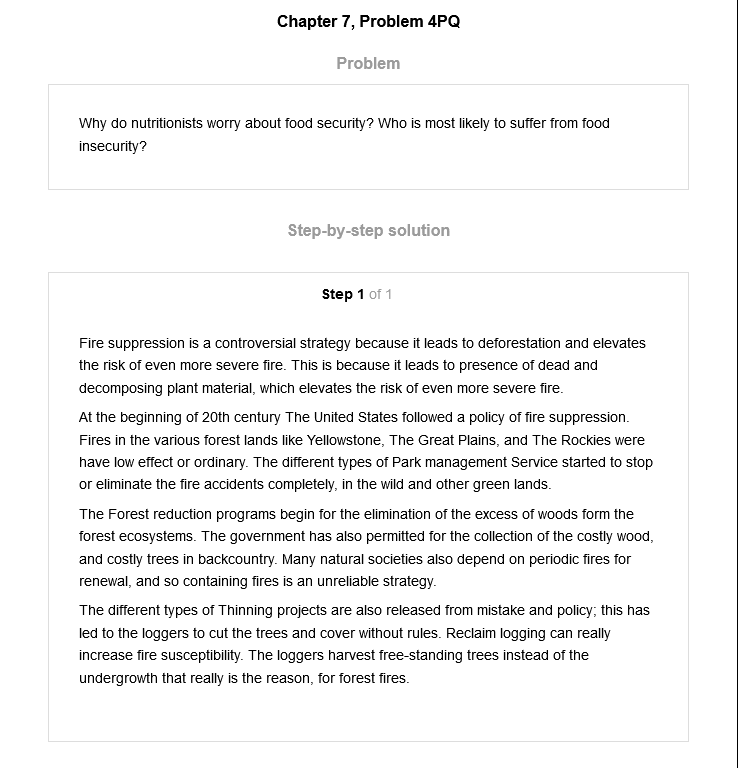 Chapter 7, Problem 4PQ
Problem
Why do nutritionists worry about food security? Who is most likely to suffer from food
insecurity?
Step-by-step solution
Step 1 of 1
Fire suppression is a controversial strategy because it leads to deforestation and elevates
the risk of even more severe fire. This is because it leads to presence of dead and
decomposing plant material, which elevates the risk of even more severe fire.
At the beginning of 20th century The United States followed a policy of fire suppression.
Fires in the various forest lands like Yellowstone, The Great Plains, and The Rockies were
have low effect or ordinary. The different types of Park management Service started to stop
or eliminate the fire accidents completely, in the wild and other green lands.
The Forest reduction programs begin for the elimination of the excess of woods form the
forest ecosystems. The government has also permitted for the collection of the costly wood,
and costly trees in backcountry. Many natural societies also depend on periodic fires for
renewal, and so containing fires is an unreliable strategy.
The different types of Thinning projects are also released from mistake and policy; this has
led to the loggers to cut the trees and cover without rules. Reclaim logging can really
increase fire susceptibility. The loggers harvest free-standing trees instead of the
undergrowth that really is the reason, for forest fires.